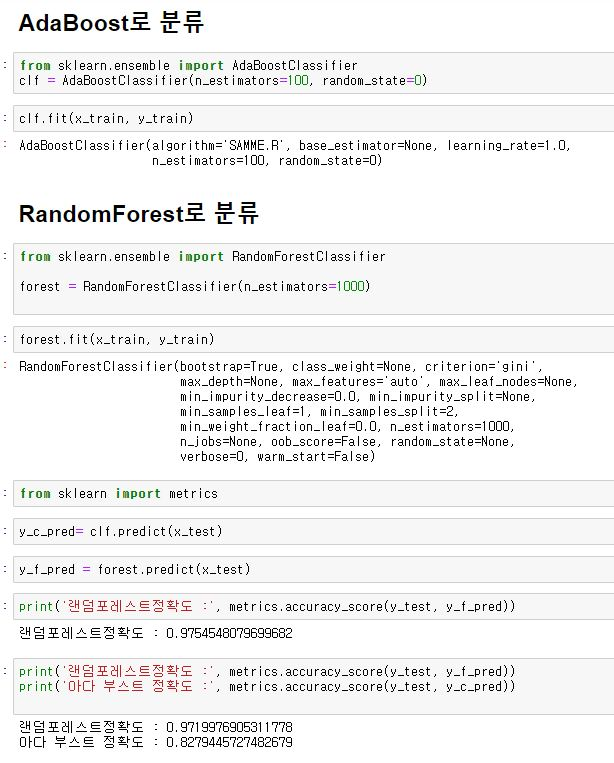 AdaBoost로 분류
: from sklearn.ensemble import AdaBoostClassifier
clf = AdaBoostClassifier(n_estimators=100, random_state=0)
: clf.fit(x_train, y_train)
: AdaBoostClassifier(algorithm='SAMME.R', base_estimator=None, learning_rate=1.0,
n_estimators=100, random_state=0)
RandomForest로 분류
: from sklearn.ensemble import RandomForestClassifier
forest = RandomForestClassifier(n_estimators=1000)
: forest.fit(x_train, y_train)
: RandomForestClassifier(bootstrap=True, class_weight=None, criterion='gini',
max_depth=None, max_features='auto', max_leaf_nodes=None,
min_impurity_decrease=0.0, min_impurity_split=None,
min_samples_leaf=1, min_samples_split=2,
min_weight_fraction_leaf=0.0, n_estimators=1000,
n_jobs=None, oob_score=False, random_state=None,
verbose=0, warm_start=False)
: from sklearn import metrics
: y_c_pred= clf.predict(x_test)
: y_f_pred = forest.predict(x_test)
: print('랜덤포레스트정확도 :', metrics.accuracy_score(y_test, y_f_pred))
랜덤포레스트정확도 : 0.9754548079699682
: print('랜덤포레스트정확도 :', metrics.accuracy_score(y_test, y_f_pred))
print('아다 부스트 정확도 :', metrics.accuracy_score(y_test, y_c_pred))
랜덤포레스트정확도 : 0.9719976905311778
아다 부스트 정확도 : 0.8279445727482679